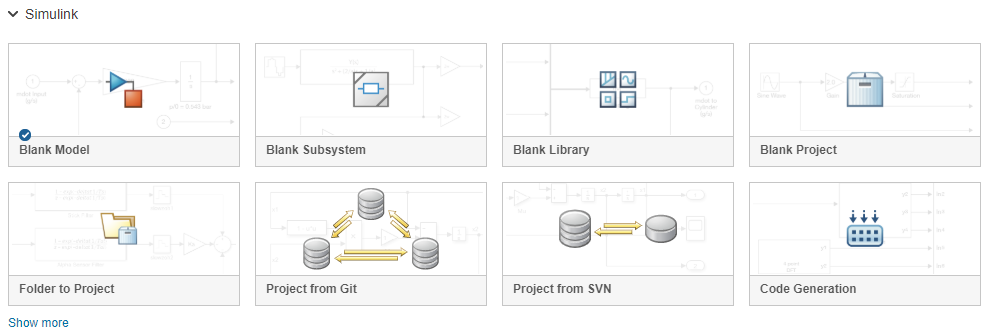 Simulink
Blank Model
Blank Subsystem
Blank Library
Blank Project
Folder to Project
Project from Git
Project from SVN
Code Generation
Show more